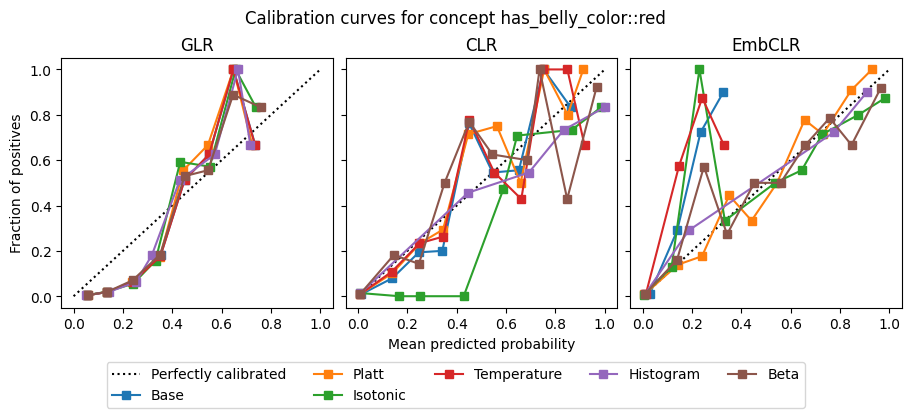 Calibration curves for concept has_belly_color::red
GLR
CLR
EmbCLR
Fraction of positives
1.0
0.8
0.6
0.4
0.2
0.0
0.0 0.2 0.4 0.6 0.8 1.0
0.0 0.2 0.4 0.6 0.8 1.0
0.0 0.2 0.4 0.6 0.8 1.0
Mean predicted probability
Perfectly calibrated
Base
Platt
Isotonic
Temperature
Histogram
Beta